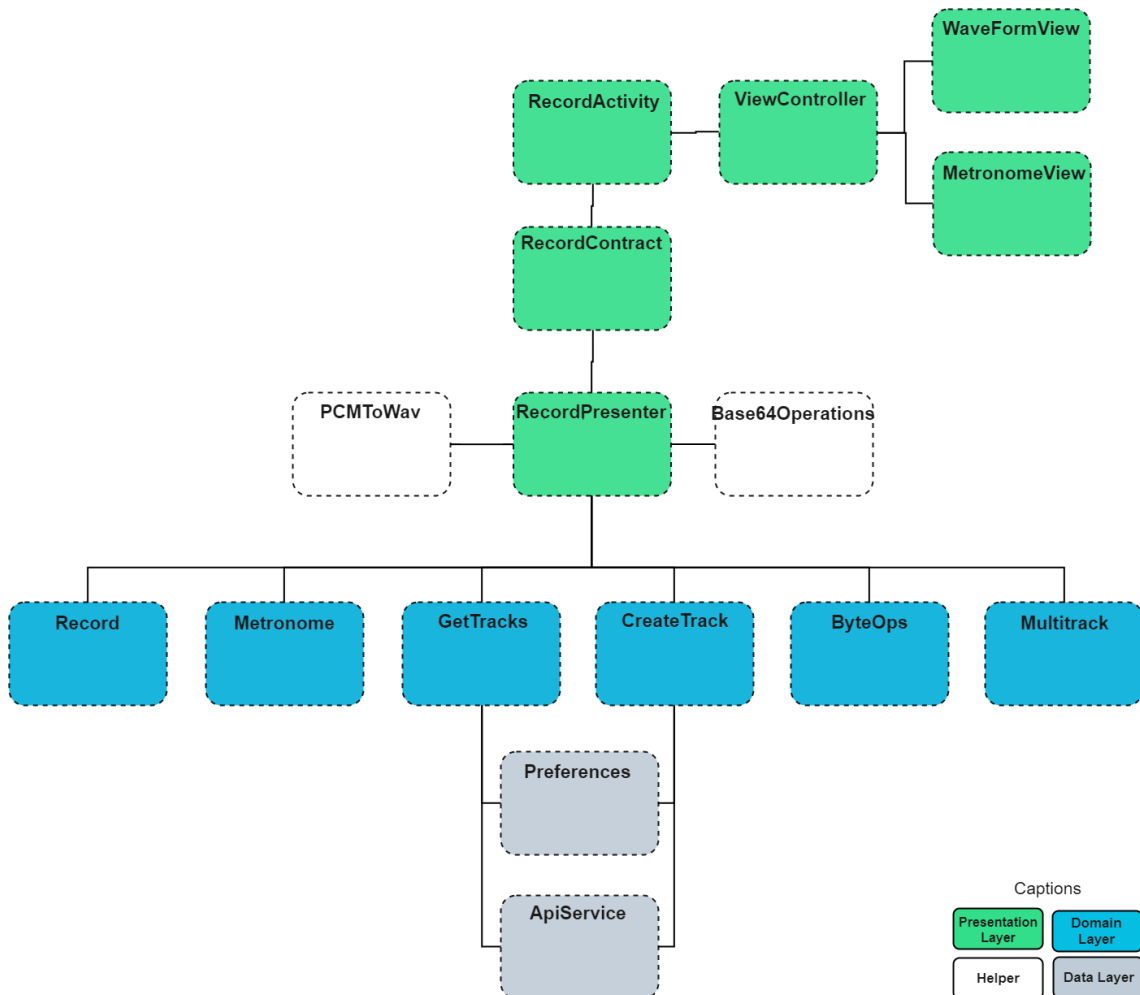 WaveFormView
RecordActivity
ViewController
MetronomeView
RecordContract
PCMToWav
RecordPresenter
Base64Operations
Record
Metronome
GetTracks
CreateTrack
ByteOps
Multitrack
Preferences
ApiService
Captions
Presentation
Layer
Domain
Layer
Helper
Data Layer